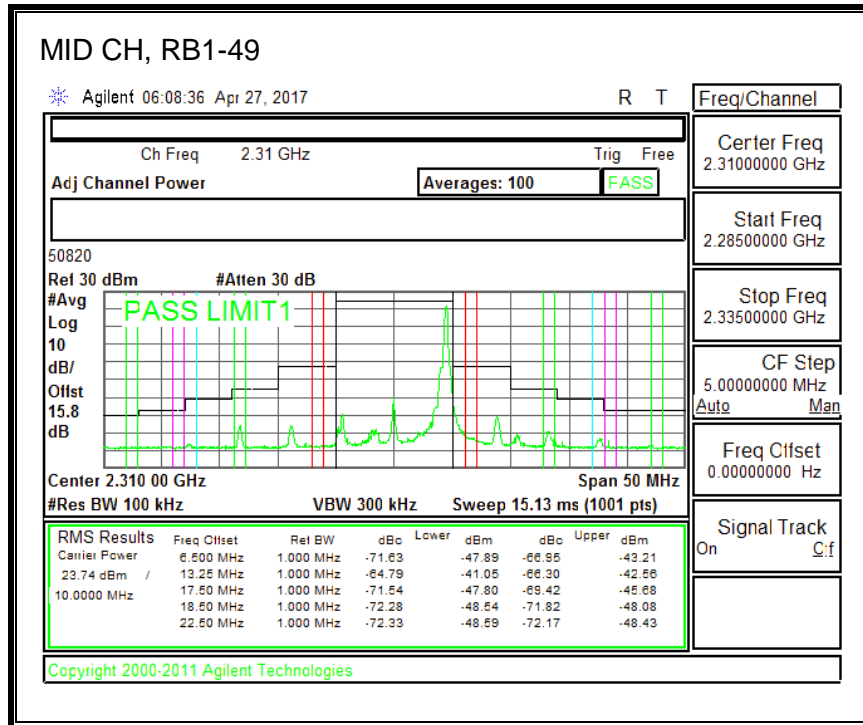 MID CH, RB1-49
Agilent 06:08:36 Apr 27, 2017 R T
Freq/Channel
Ch Freq 2.31 GHz Trig Free
Adj Channel Power Averages: 100 PASS
Center Freq
2.31000000 GHz
Start Freq
2.28500000 GHz
Stop Freq
2.33500000 GHz
CF Step
5.00000000 MHz
Auto Man
Freq Offset
0.00000000 Hz
Signal Track
On Off
50820
Ref 30 dBm #Atten 30 dB
#Avg
Log
10
dB/
Offst
15.8
dB
PASS LIMIT1
Center 2.310 00 GHz Span 50 MHz
#Res BW 100 kHz VBW 300 kHz Sweep 15.13 ms (1001 pts)
RMS Results Freq Offset Ref BW dBc Lower dBm dBc Upper dBm
Carrier Power 6.500 MHz 1.000 MHz -71.63 -47.89 -66.95 -43.21
23.74 dBm / 13.25 MHz 1.000 MHz -64.79 -41.05 -66.30 -42.56
10.0000 MHz 17.50 MHz 1.000 MHz -71.54 -47.80 -69.42 -45.68
18.50 MHz 1.000 MHz -72.28 -48.54 -71.82 -48.08
22.50 MHz 1.000 MHz -72.33 -48.59 -72.17 -48.43
Copyright 2000-2011 Agilent Technologies